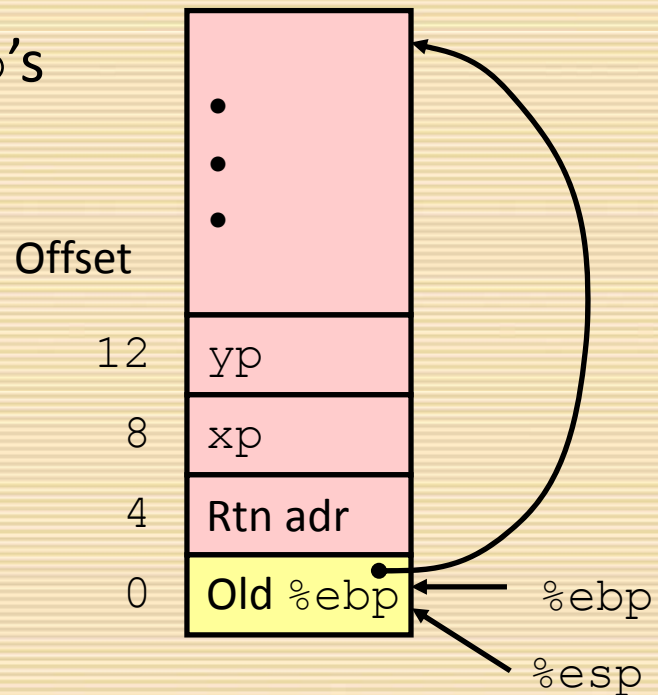 ’s
Offset
12 yp
8 xp
4 Rtn adr
0 Old %ebp
%ebp
%esp